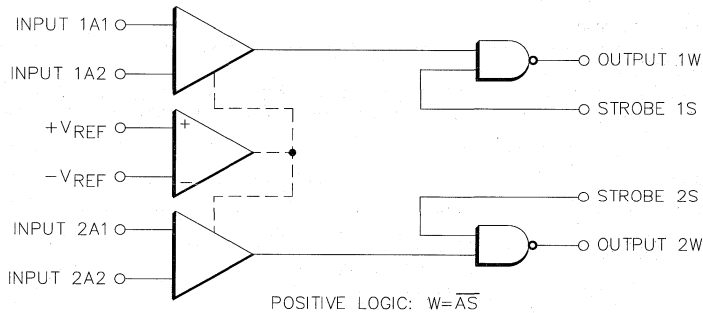 INPUT 1A1
INPUT 1A2
OUTPUT 1W
STROBE 1S
+VREF
+
−VREF
−
STROBE 2S
INPUT 2A1
INPUT 2A2
OUTPUT 2W
POSITIVE LOGIC: W=A̅S̅